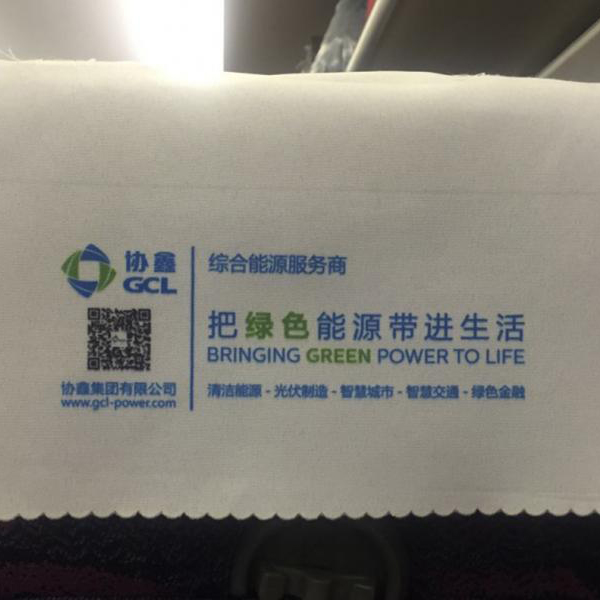 协鑫
GCL
协鑫集团有限公司
www.gcl-power.com
综合能源服务商
把绿色能源带进生活
BRINGING GREEN POWER TO LIFE
清洁能源 - 光伏制造 - 智慧城市 - 智慧交通 - 绿色金融